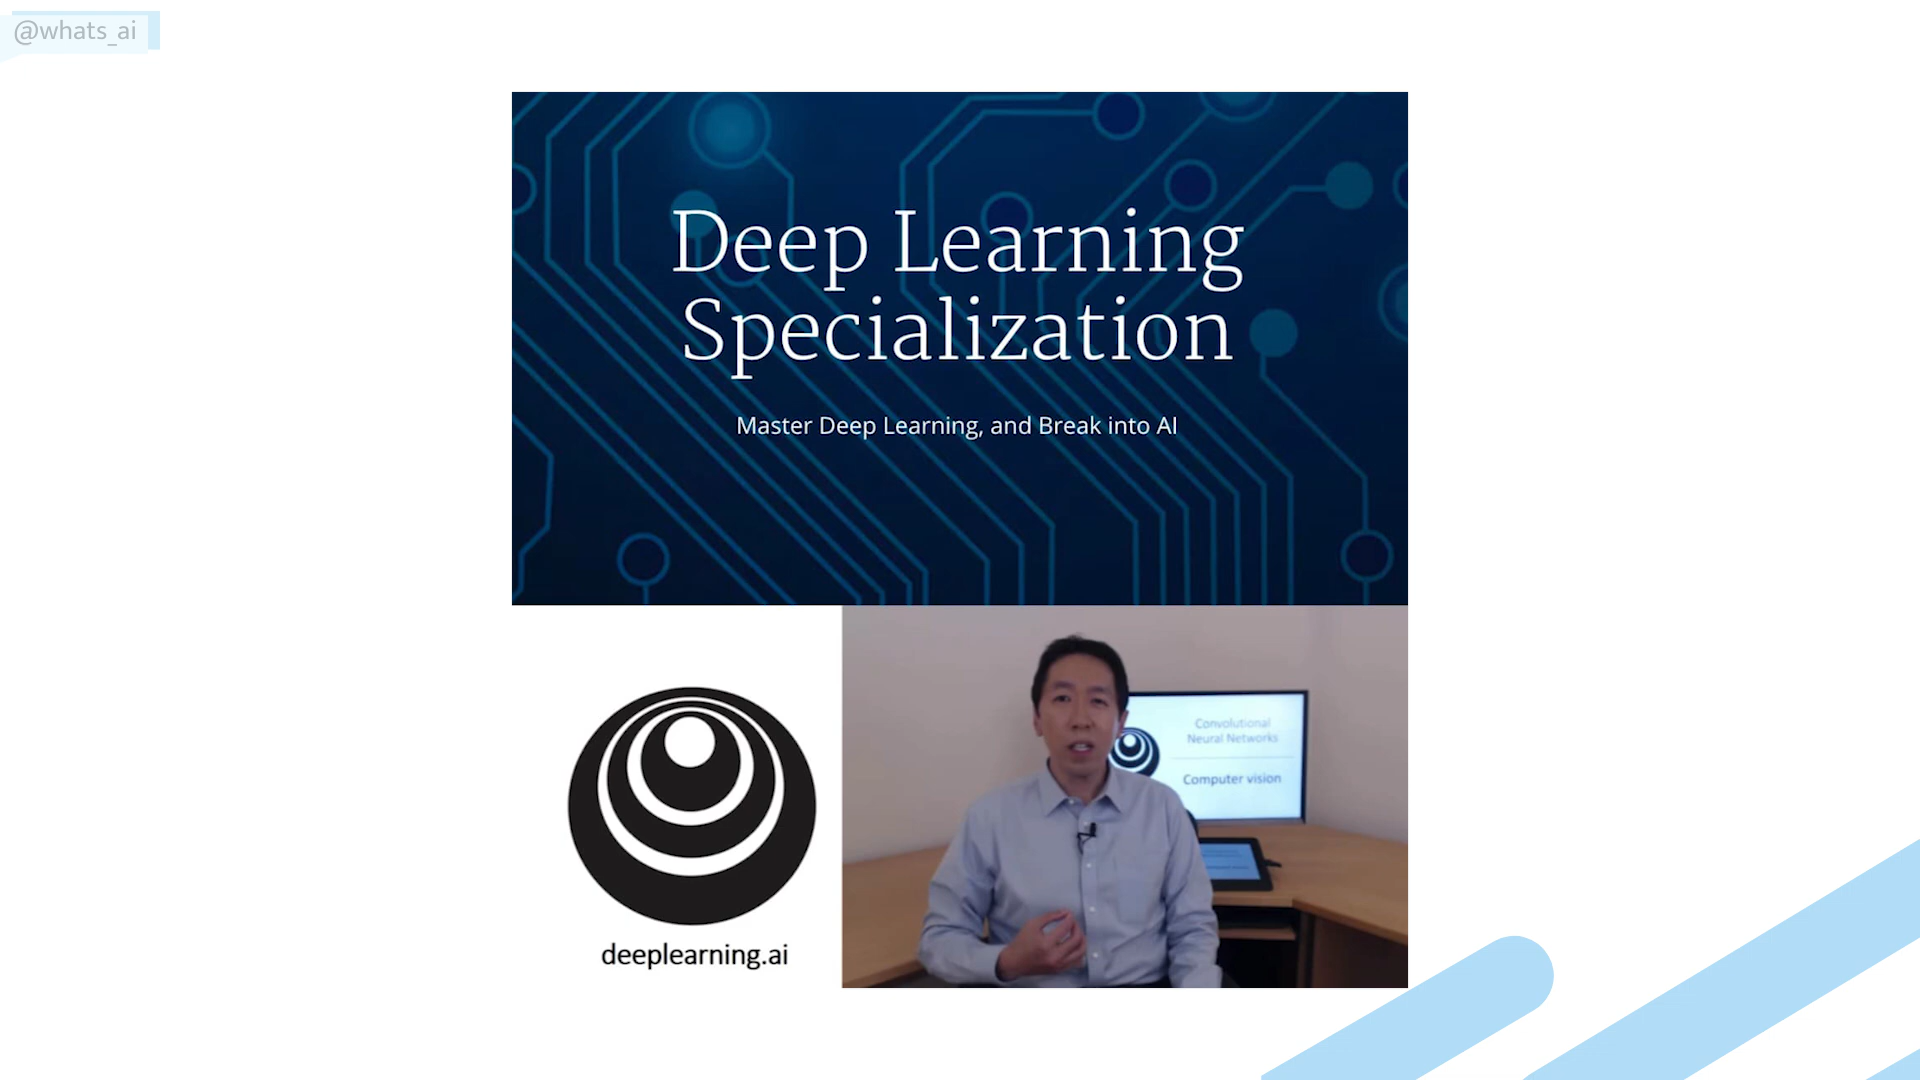 @whats_ai
Deep Learning
Specialization
Master Deep Learning, and Break into AI
deeplearning.ai
Convolutional
Neural Networks
Computer vision